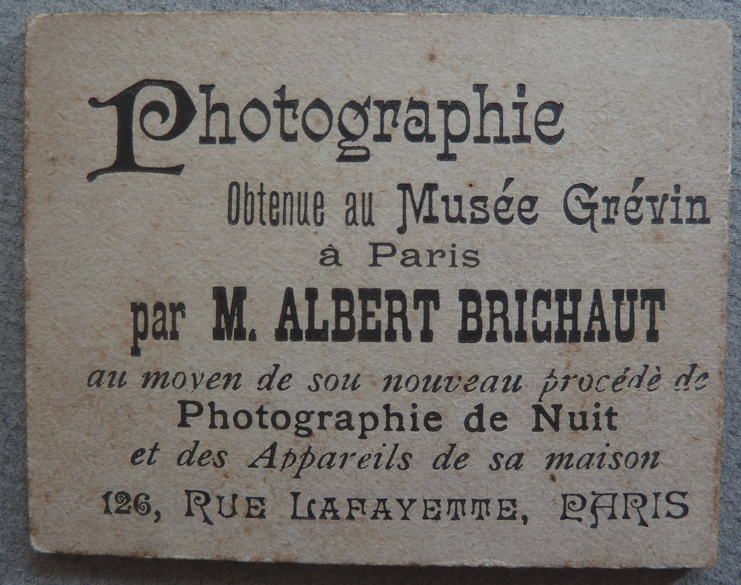 Photographie
Obtenue au Musée Grévin
à Paris
par M. ALBERT BRICHAUT
au moyen de sou nouveau procédè de
Photographie de Nuit
et des Appareils de sa maison
126, RUE LAFAYETTE, PARIS